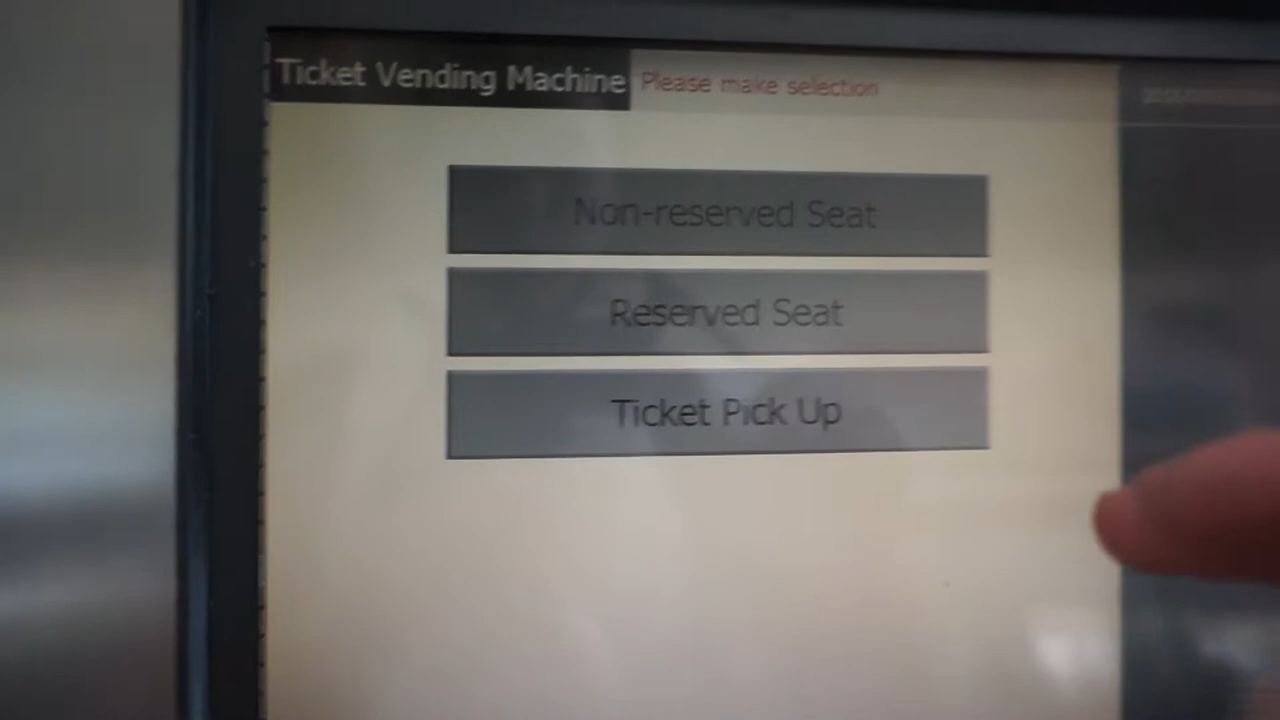 Ticket Vending Machine
Please make selection
Non-reserved Seat
Reserved Seat
Ticket Pick Up